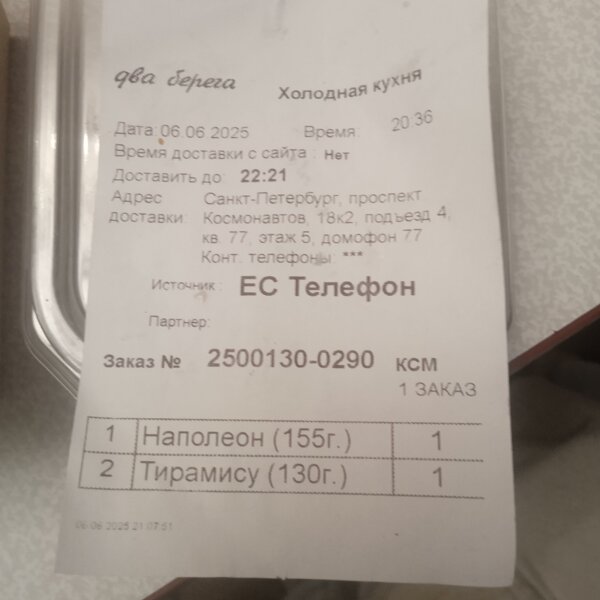 два берега
Холодная кухня
Дата: 06.06.2025 Время: 20:36
Время доставки с сайта : Нет
Доставить до: 22:21
Адрес Санкт-Петербург, проспект
доставки: Космонавтов, 18к2, подъезд 4,
кв. 77, этаж 5, домофон 77
Конт. телефоны ***
Источник : ЕС Телефон
Партнер:
Заказ № 2500130-0290 КСМ
1 ЗАКАЗ
1 Наполеон (155г.) 1
2 Тирамису (130г.) 1
06.06.2025 21:07:51